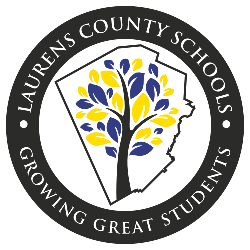 LAURENS COUNTY SCHOOLS
GROWING GREAT STUDENTS